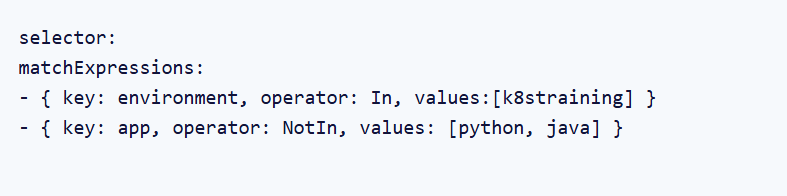 selector:
matchExpressions:
- { key: environment, operator: In, values:[k8straining] }
- { key: app, operator: NotIn, values: [python, java] }